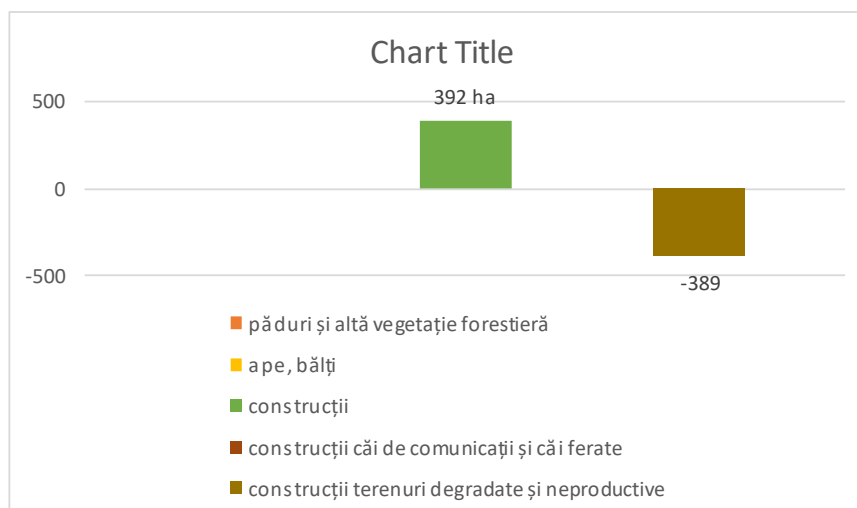 Chart Title
392 ha
500
0
-500
-389
păduri și altă vegetație forestieră
ape, bălți
construcții
construcții căi de comunicații și căi ferate
construcții terenuri degradate și neproductive